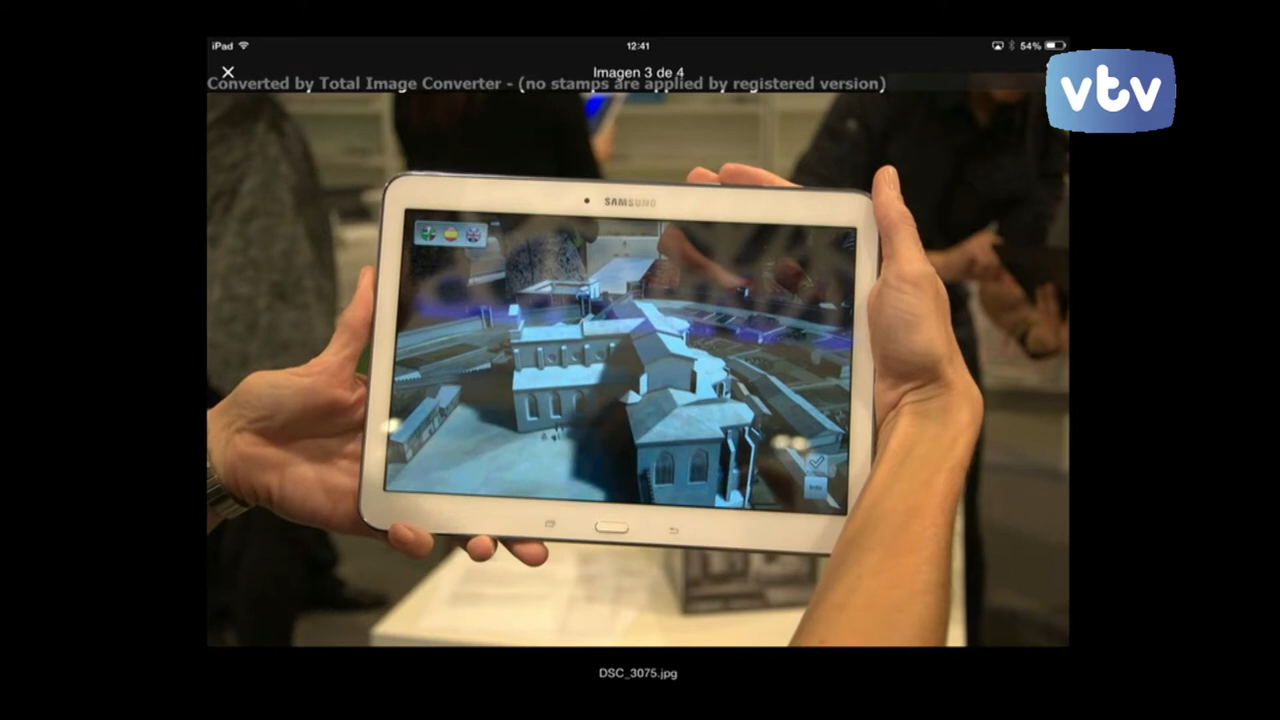 iPad
12:41
54%
Imagen 3 de 4
Converted by Total Image Converter - (no stamps are applied by registered version)
vtv
SAMSUNG
DSC_3075.jpg